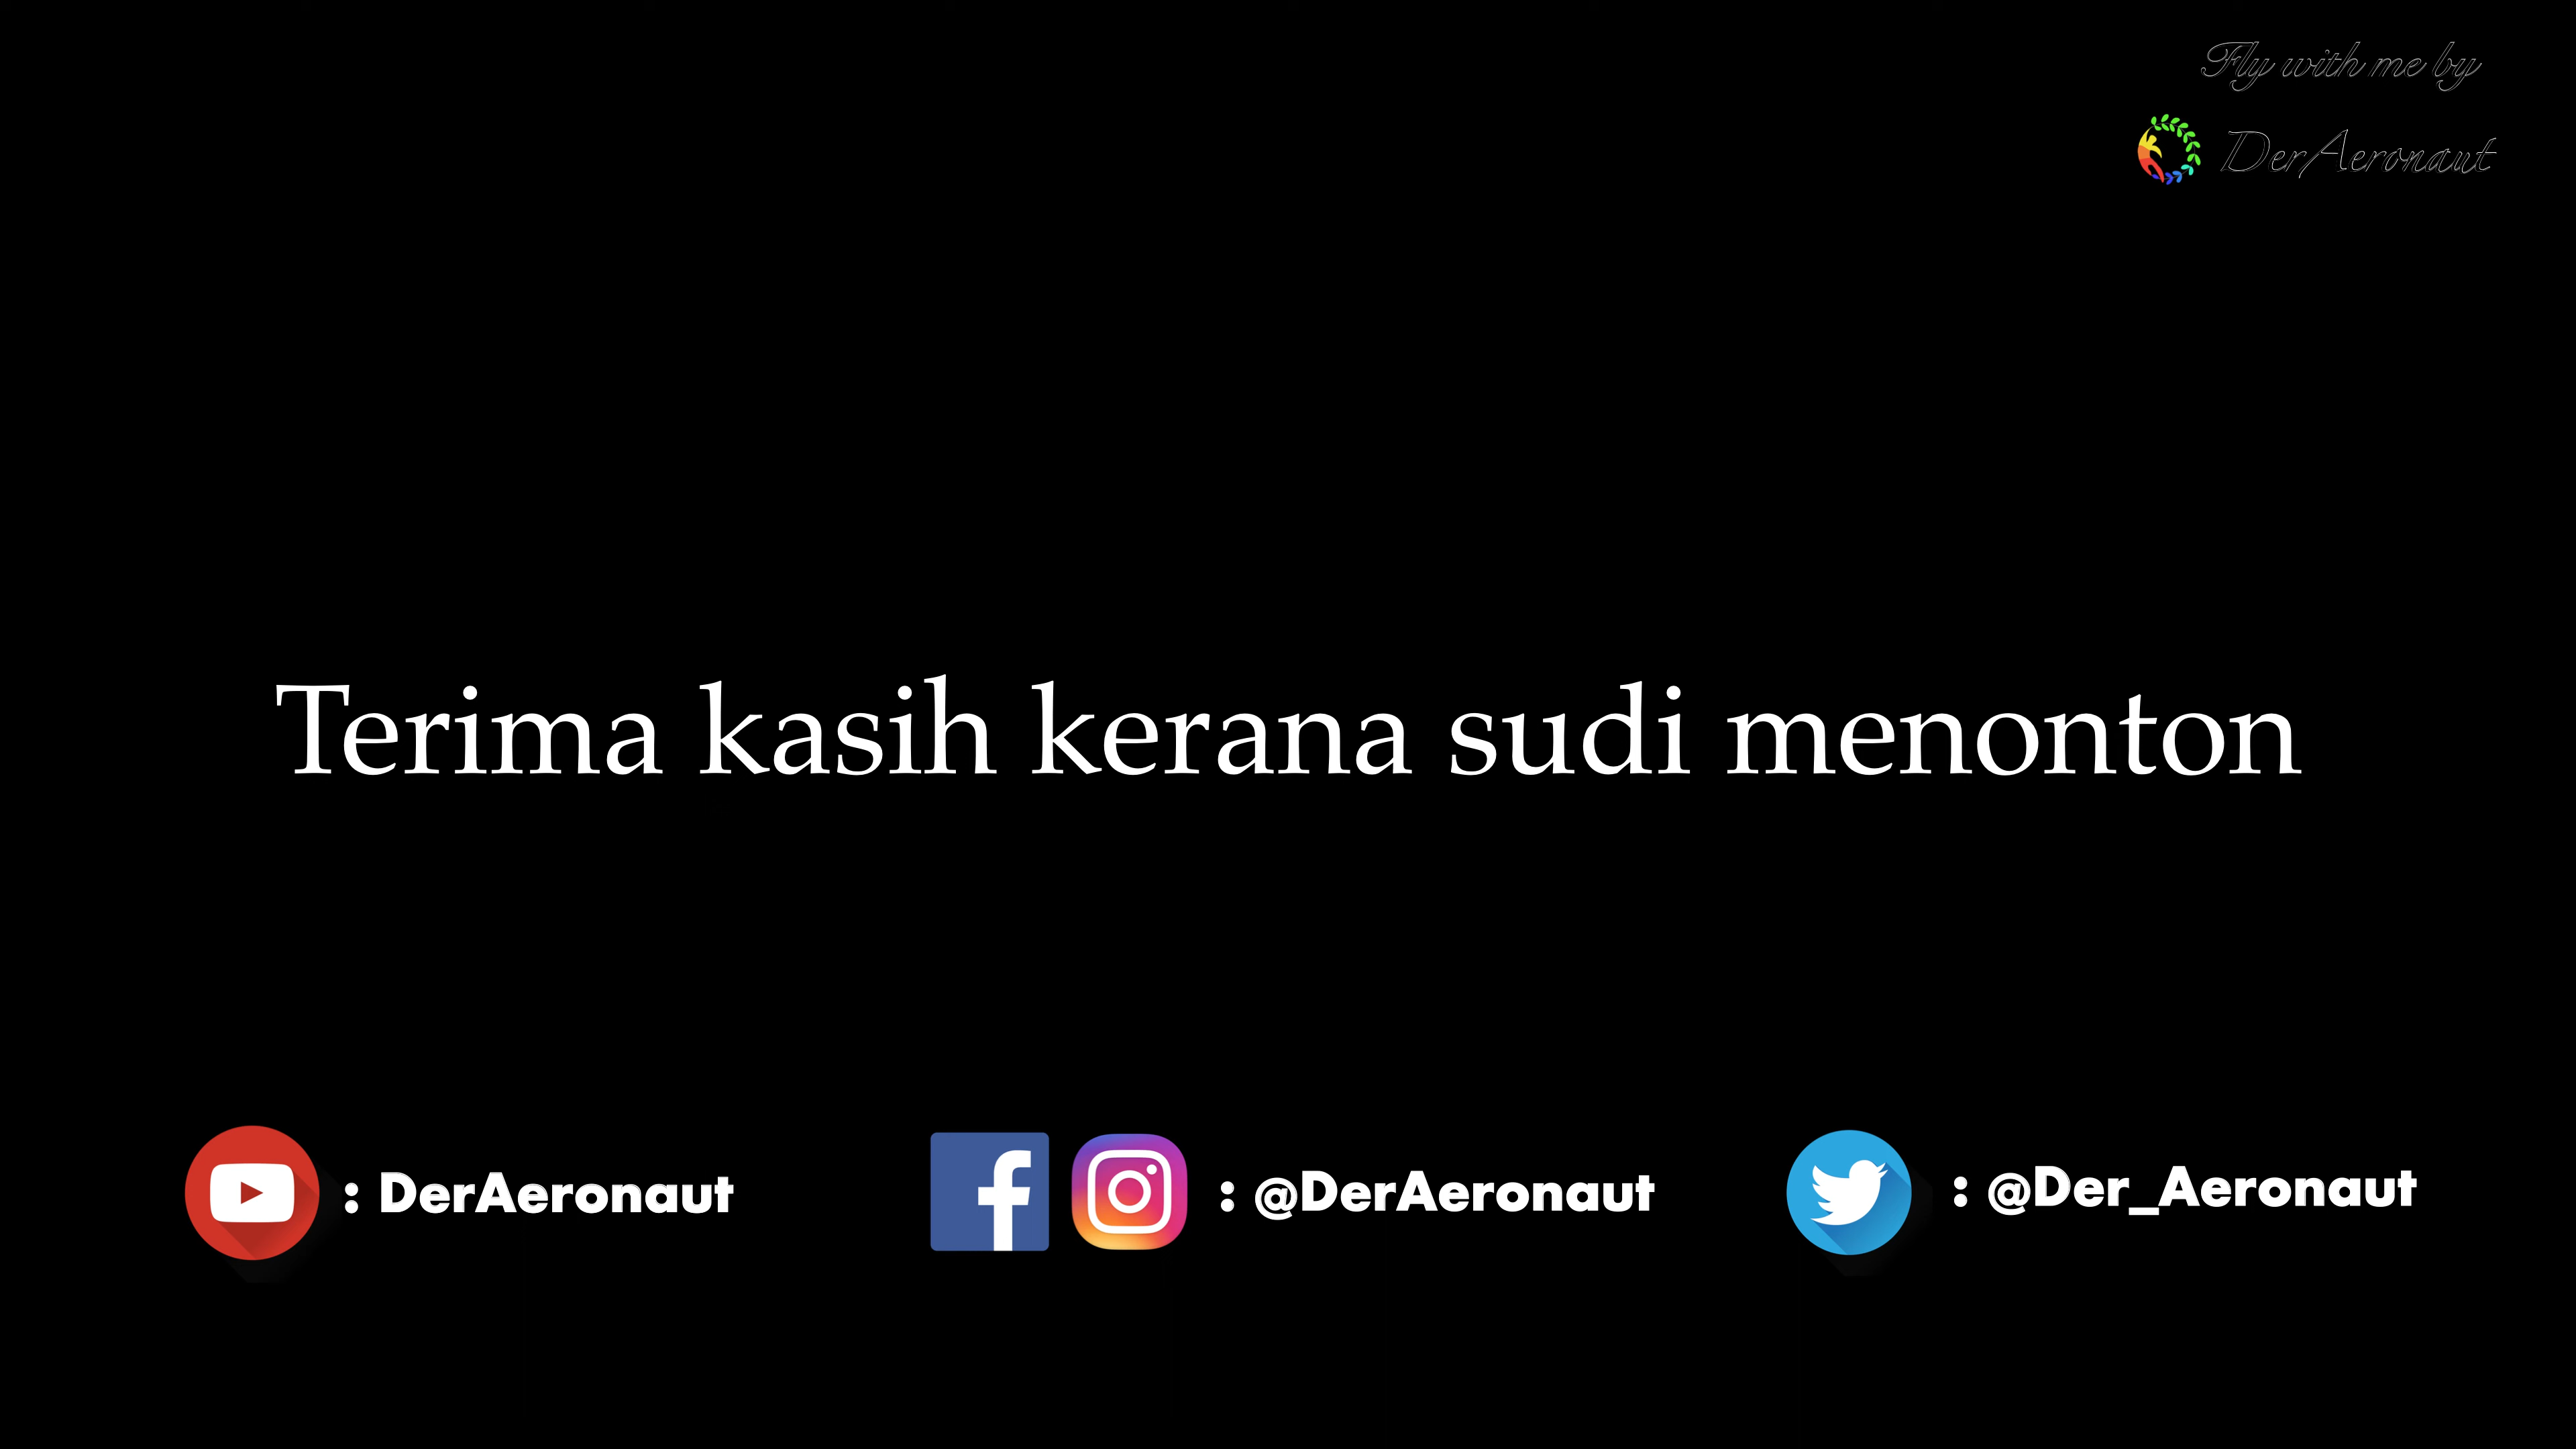 Fly with me by
DerAeronaut
Terima kasih kerana sudi menonton
: DerAeronaut
: @DerAeronaut
: @Der_Aeronaut